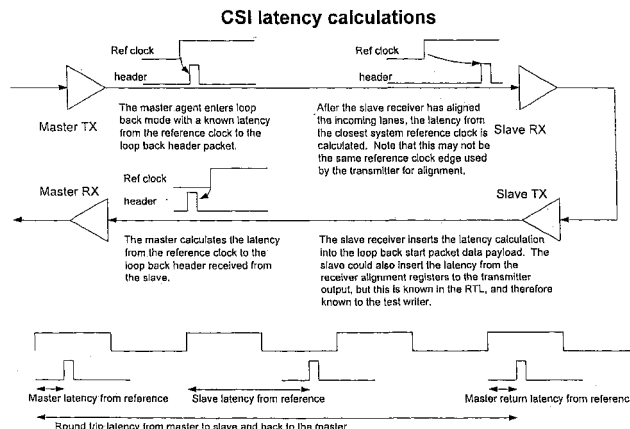 CSI latency calculations
Ref clock
header
Ref clock
header
Master TX
The master agent enters loop
back mode with a known latency
from the reference clock to the
loop back header packet.
After the slave receiver has aligned
the incoming lanes, the latency from
the closest system reference clock is
calculated. Note that this may not be
the same reference clock edge used
by the transmitter for alignment.
Slave RX
Master RX
Ref clock
header
Slave TX
The master calculates the latency
from the reference clock to the
loop back header received from
the slave.
The slave receiver inserts the latency calculation
into the loop back start packet data payload. The
slave could also insert the latency from the
receiver alignment registers to the transmitter
output, but this is known in the RTL, and therefore
known to the test writer.
Master latency from reference
Slave latency from reference
Master return latency from referenc
Round trip latency from master to slave and back to the master